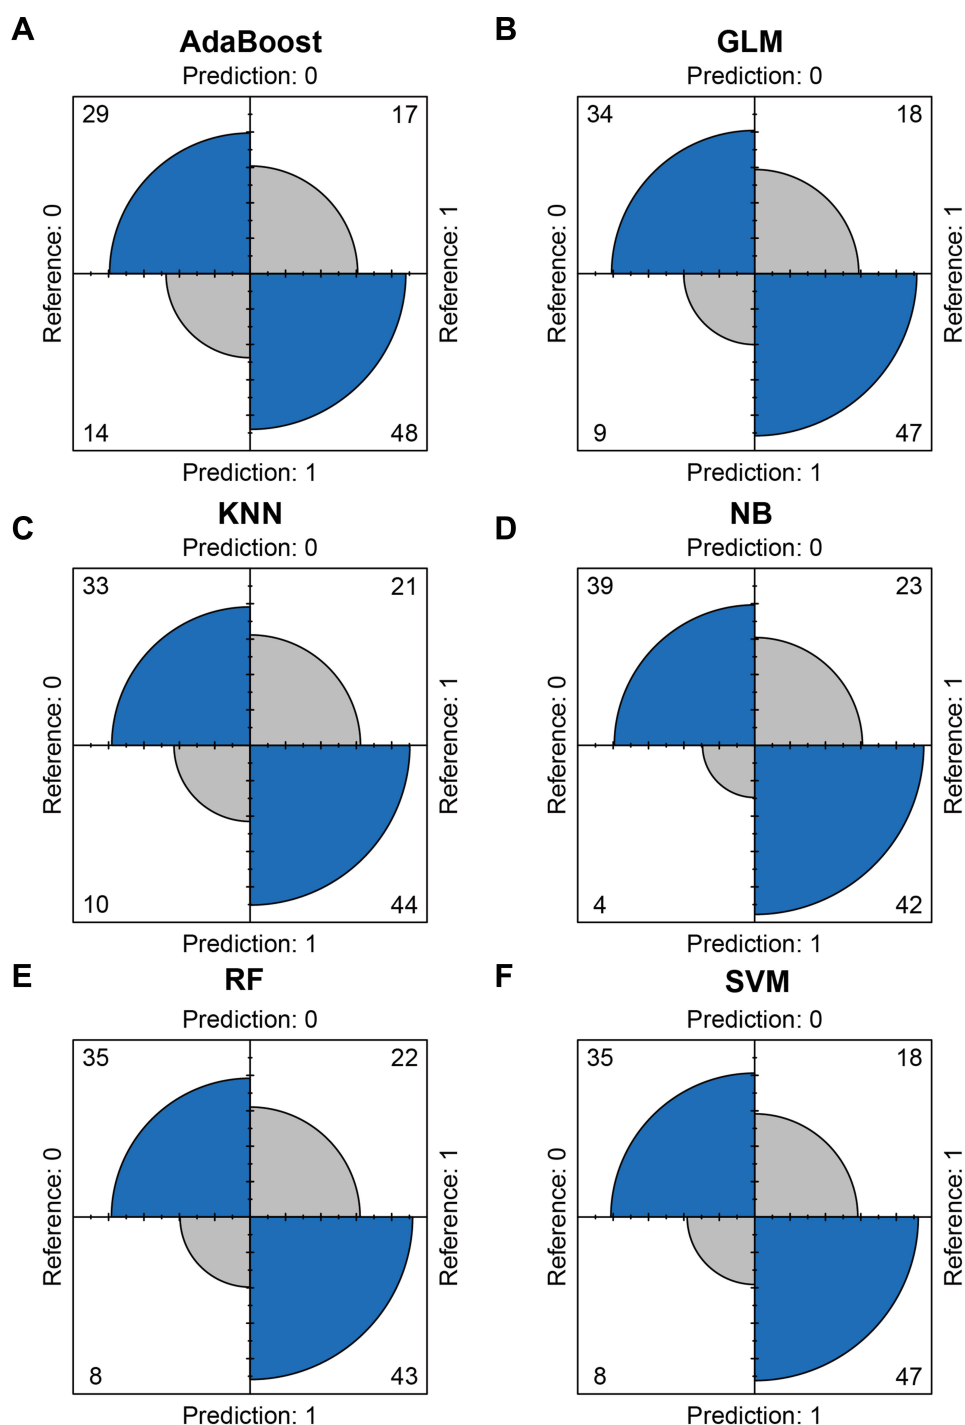 A
AdaBoost
Prediction: 0
29 17
Reference: 0
Reference: 1
14 48
Prediction: 1
B
GLM
Prediction: 0
34 18
Reference: 0
Reference: 1
9 47
Prediction: 1
C
KNN
Prediction: 0
33 21
Reference: 0
Reference: 1
10 44
Prediction: 1
D
NB
Prediction: 0
39 23
Reference: 0
Reference: 1
4 42
Prediction: 1
E
RF
Prediction: 0
35 22
Reference: 0
Reference: 1
8 43
Prediction: 1
F
SVM
Prediction: 0
35 18
Reference: 0
Reference: 1
8 47
Prediction: 1